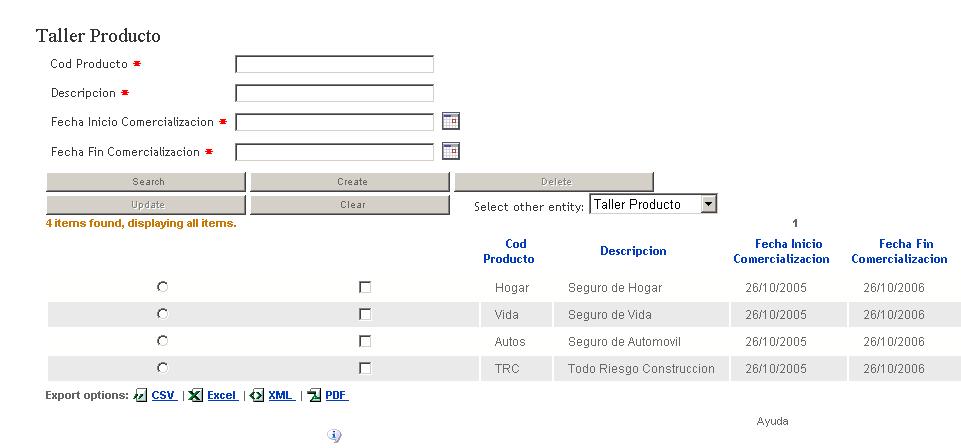 Taller Producto
Cod Producto *
Descripcion *
Fecha Inicio Comercializacion *
Fecha Fin Comercializacion *
Search Create Delete
Update Clear Select other entity: Taller Producto
4 items found, displaying all items. 1
Cod Producto Descripcion Fecha Inicio Comercializacion Fecha Fin Comercializacion
Hogar Seguro de Hogar 26/10/2005 26/10/2006
Vida Seguro de Vida 26/10/2005 26/10/2006
Autos Seguro de Automovil 26/10/2005 26/10/2006
TRC Todo Riesgo Construccion 26/10/2005 26/10/2006
Export options: CSV | Excel | XML | PDF
Ayuda